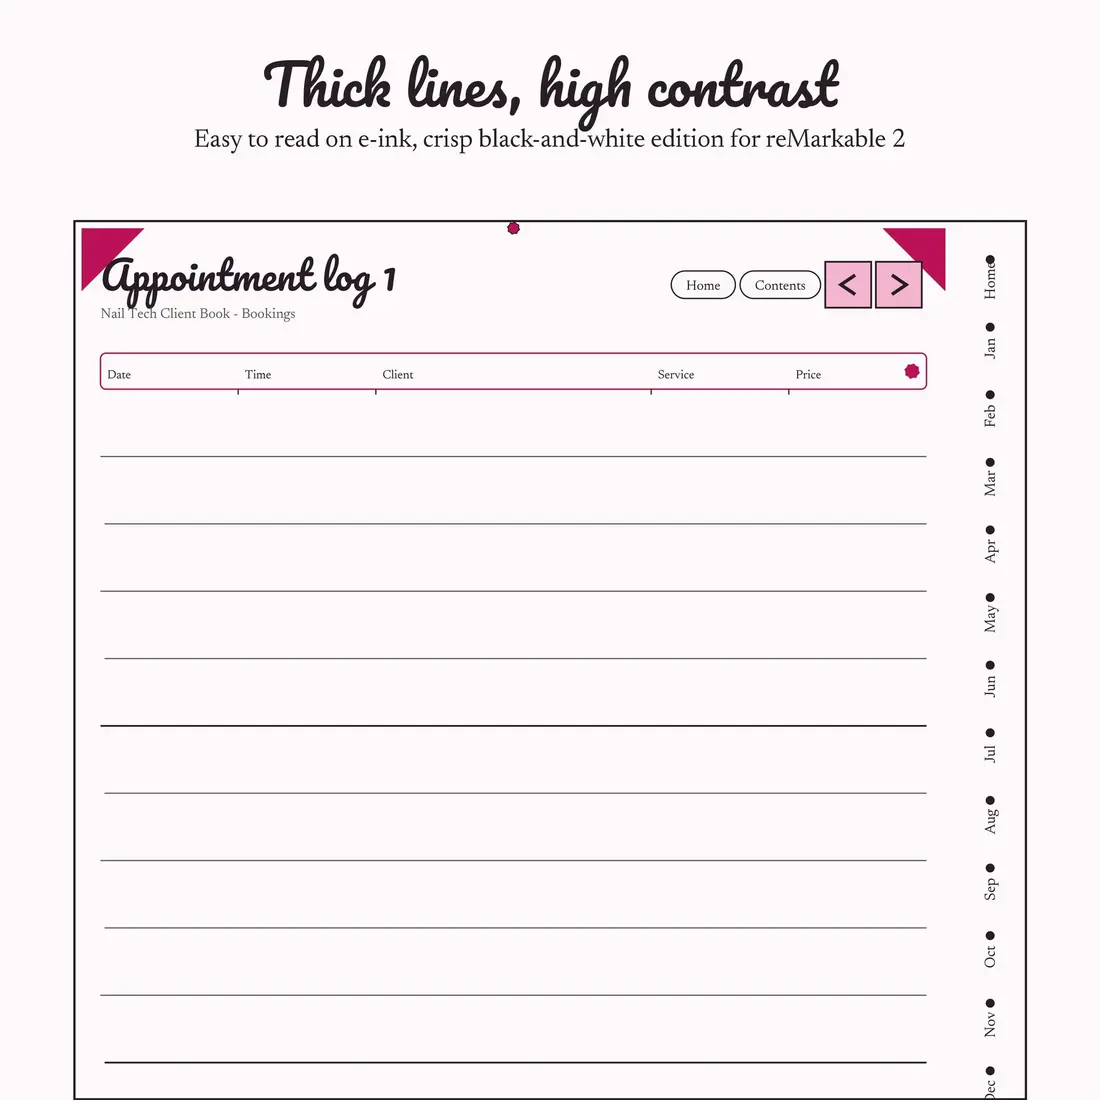 Thick lines, high contrast
Easy to read on e-ink, crisp black-and-white edition for reMarkable 2
Appointment log 1
Nail Tech Client Book - Bookings
Home Contents < >
Date Time Client Service Price
Home
Jan
Feb
Mar
Apr
May
Jun
Jul
Aug
Sep
Oct
Nov
Dec